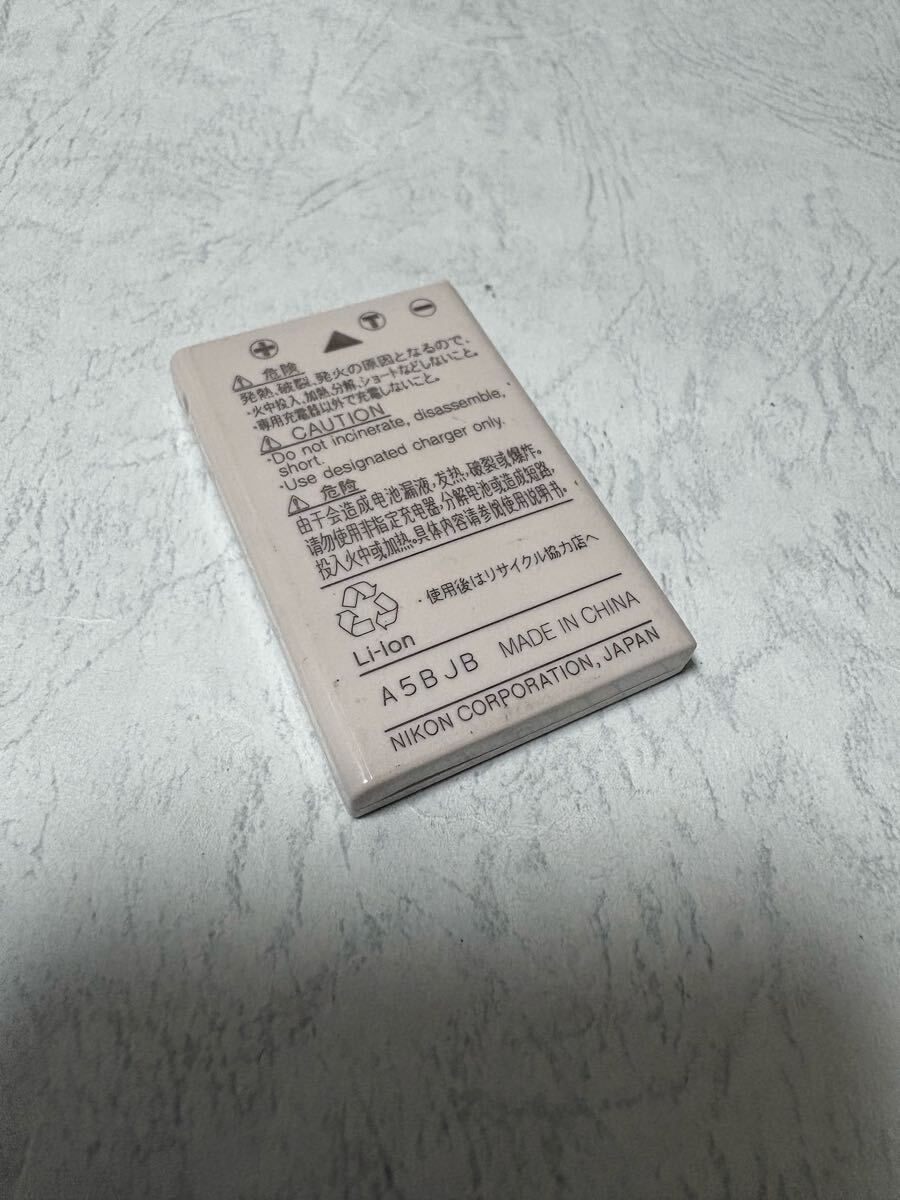 + T −
危険
発熱、破裂、発火の原因となるので、
・火中投入、加熱、分解、ショートなどしないこと。
・専用充電器以外で充電しないこと。
CAUTION
·Do not incinerate, disassemble,
short.
·Use designated charger only.
危险
由于会造成电池漏液,发热,破裂或爆炸。
请勿使用非指定充电器,分解电池或造成短路,
投入火中或加热。具体内容请参阅使用说明书。
・使用後はリサイクル協力店へ
Li-Ion
A5BJB MADE IN CHINA
NIKON CORPORATION, JAPAN